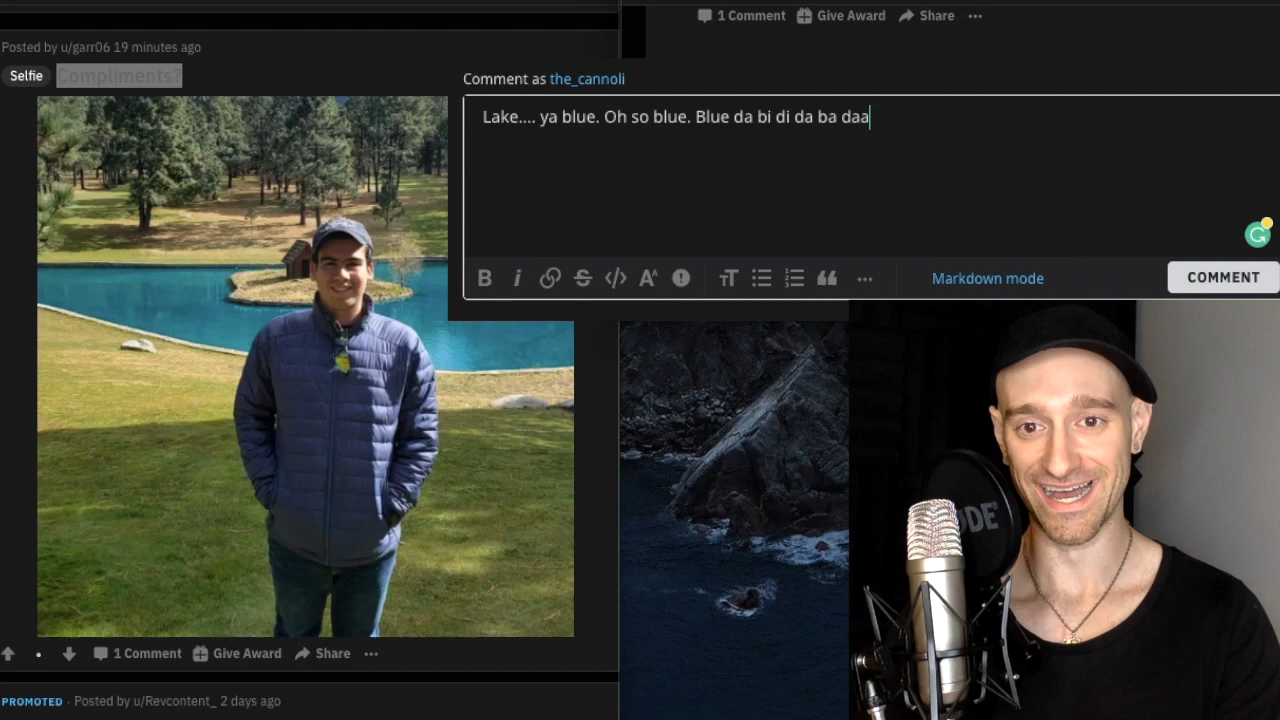 1 Comment Give Award Share
Posted by u/garr06 19 minutes ago
Selfie Compliments?
Comment as the_cannoli
Lake.... ya blue. Oh so blue. Blue da bi di da ba daa
Markdown mode
COMMENT
ODE
1 Comment Give Award Share
PROMOTED · Posted by u/Revcontent_ 2 days ago